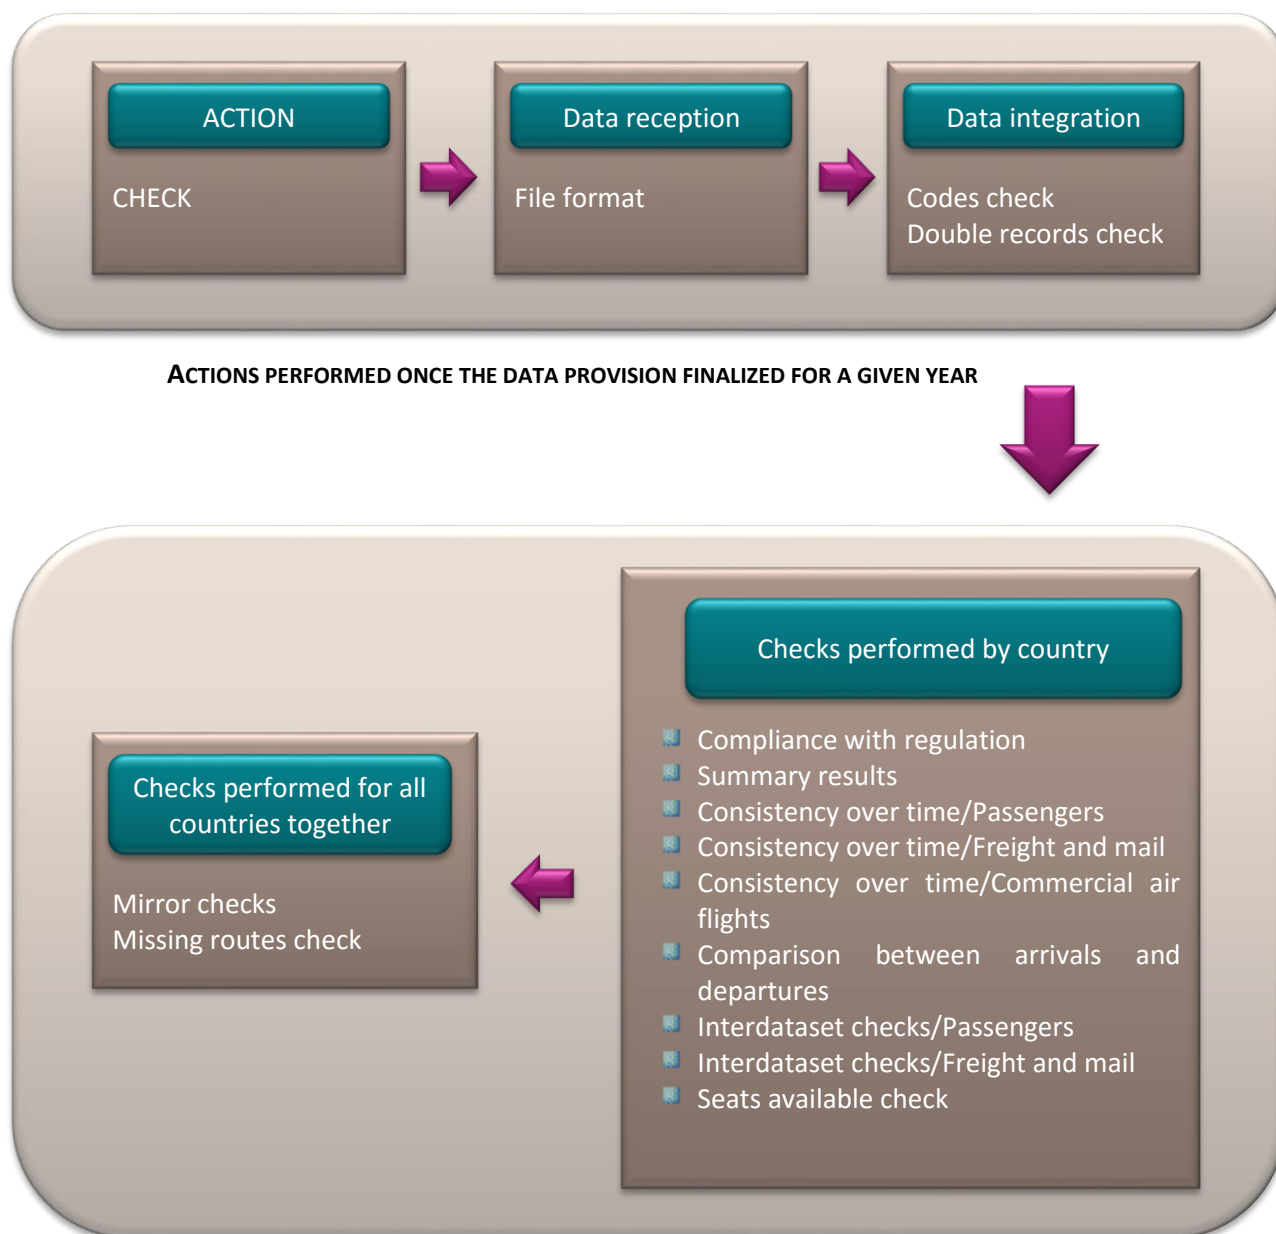 ACTION
CHECK
Data reception
File format
Data integration
Codes check
Double records check
ACTIONS PERFORMED ONCE THE DATA PROVISION FINALIZED FOR A GIVEN YEAR
Checks performed by country
Compliance with regulation
Summary results
Consistency over time/Passengers
Consistency over time/Freight and mail
Consistency over time/Commercial air
flights
Comparison between arrivals and
departures
Interdataset checks/Passengers
Interdataset checks/Freight and mail
Seats available check
Checks performed for all
countries together
Mirror checks
Missing routes check